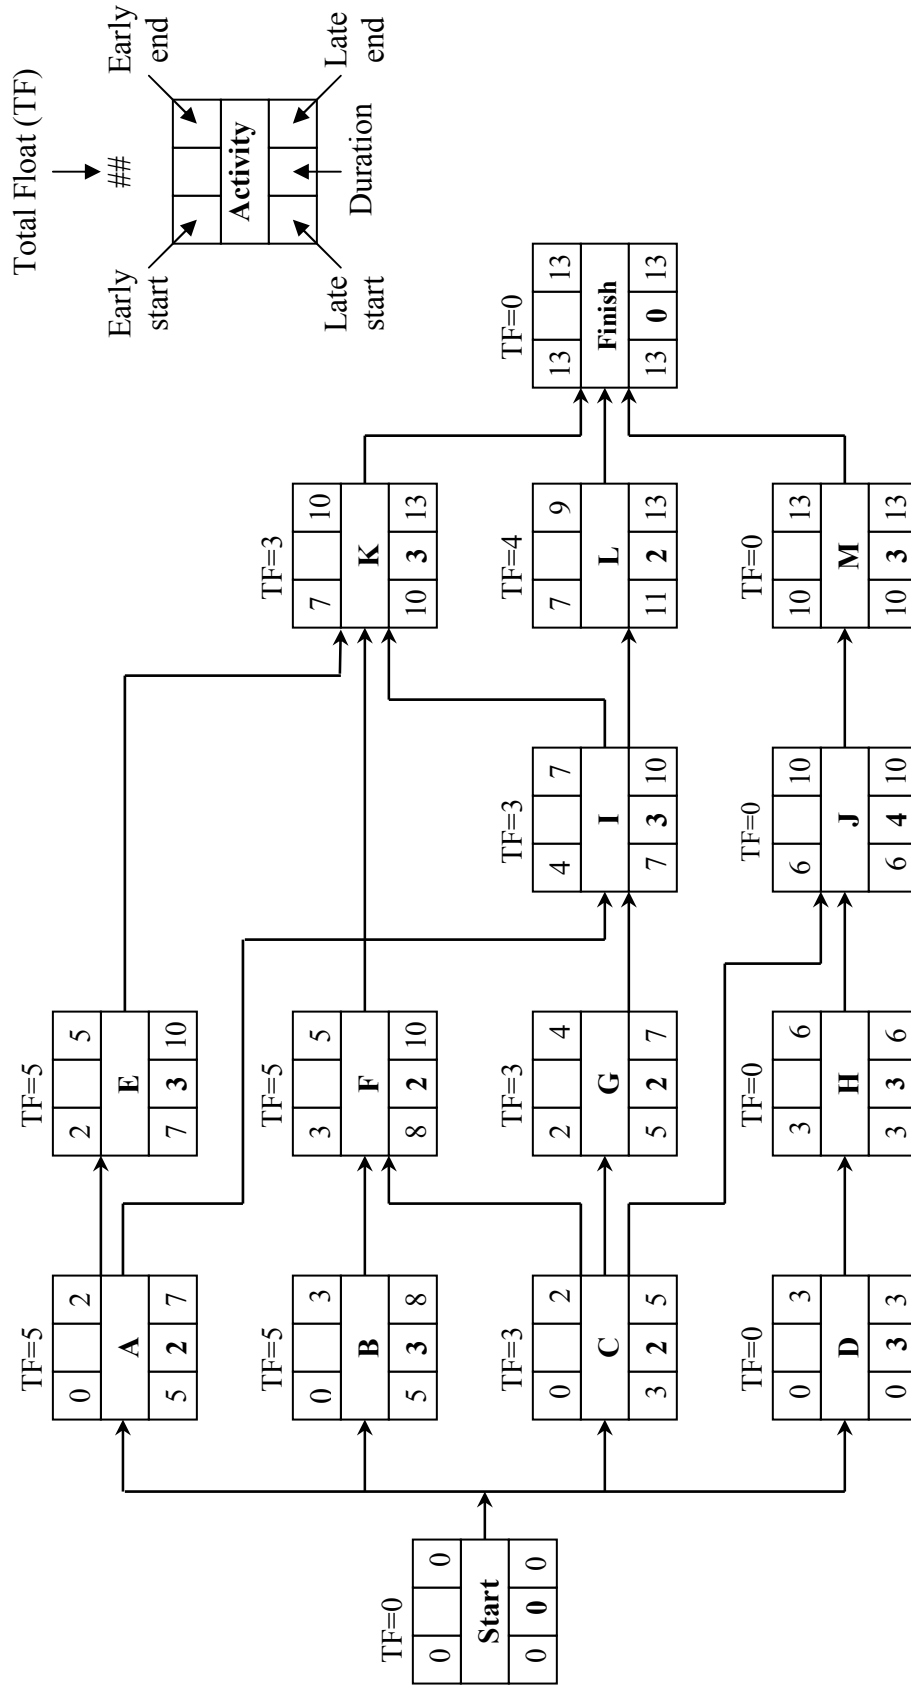 Total Float (TF)
##
Early start
Early end
Activity
Late start
Duration
Late end
TF=0
0 0
Start
0 0 0
TF=5
0 2
A
5 2 7
TF=5
0 3
B
5 3 8
TF=3
0 2
C
3 2 5
TF=0
0 3
D
0 3 3
TF=5
2 5
E
7 3 10
TF=5
3 5
F
8 2 10
TF=3
2 4
G
5 2 7
TF=0
3 6
H
3 3 6
TF=3
4 7
I
7 3 10
TF=0
6 10
J
6 4 10
TF=3
7 10
K
10 3 13
TF=4
7 9
L
11 2 13
TF=0
10 13
M
10 3 13
TF=0
13 13
Finish
13 0 13